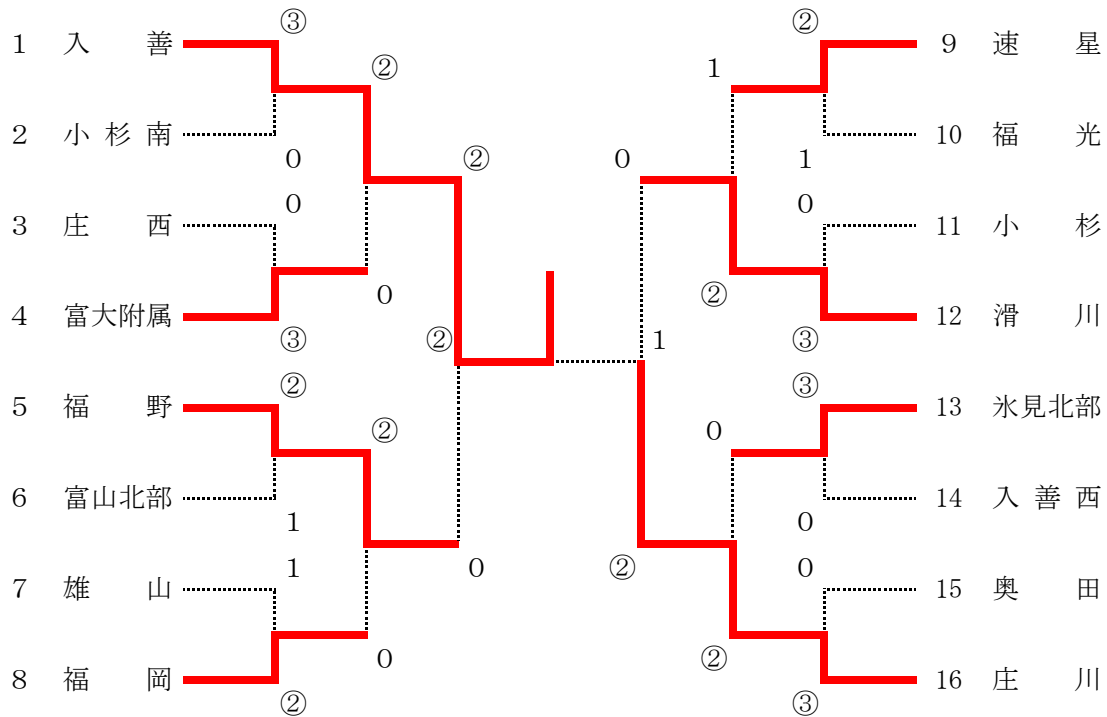 ③ ②
1 入 善 9 速 星
② 1
2 小 杉 南 10 福 光
0 ② 0 1
0 0
3 庄 西 11 小 杉
0 ②
4 富大附属 12 滑 川
③ ② 1 ③
② ③
5 福 野 13 氷見北部
② 0
6 富山北部 14 入 善 西
1 0
1 0 ② 0
7 雄 山 15 奥 田
0 ②
8 福 岡 16 庄 川
② ③